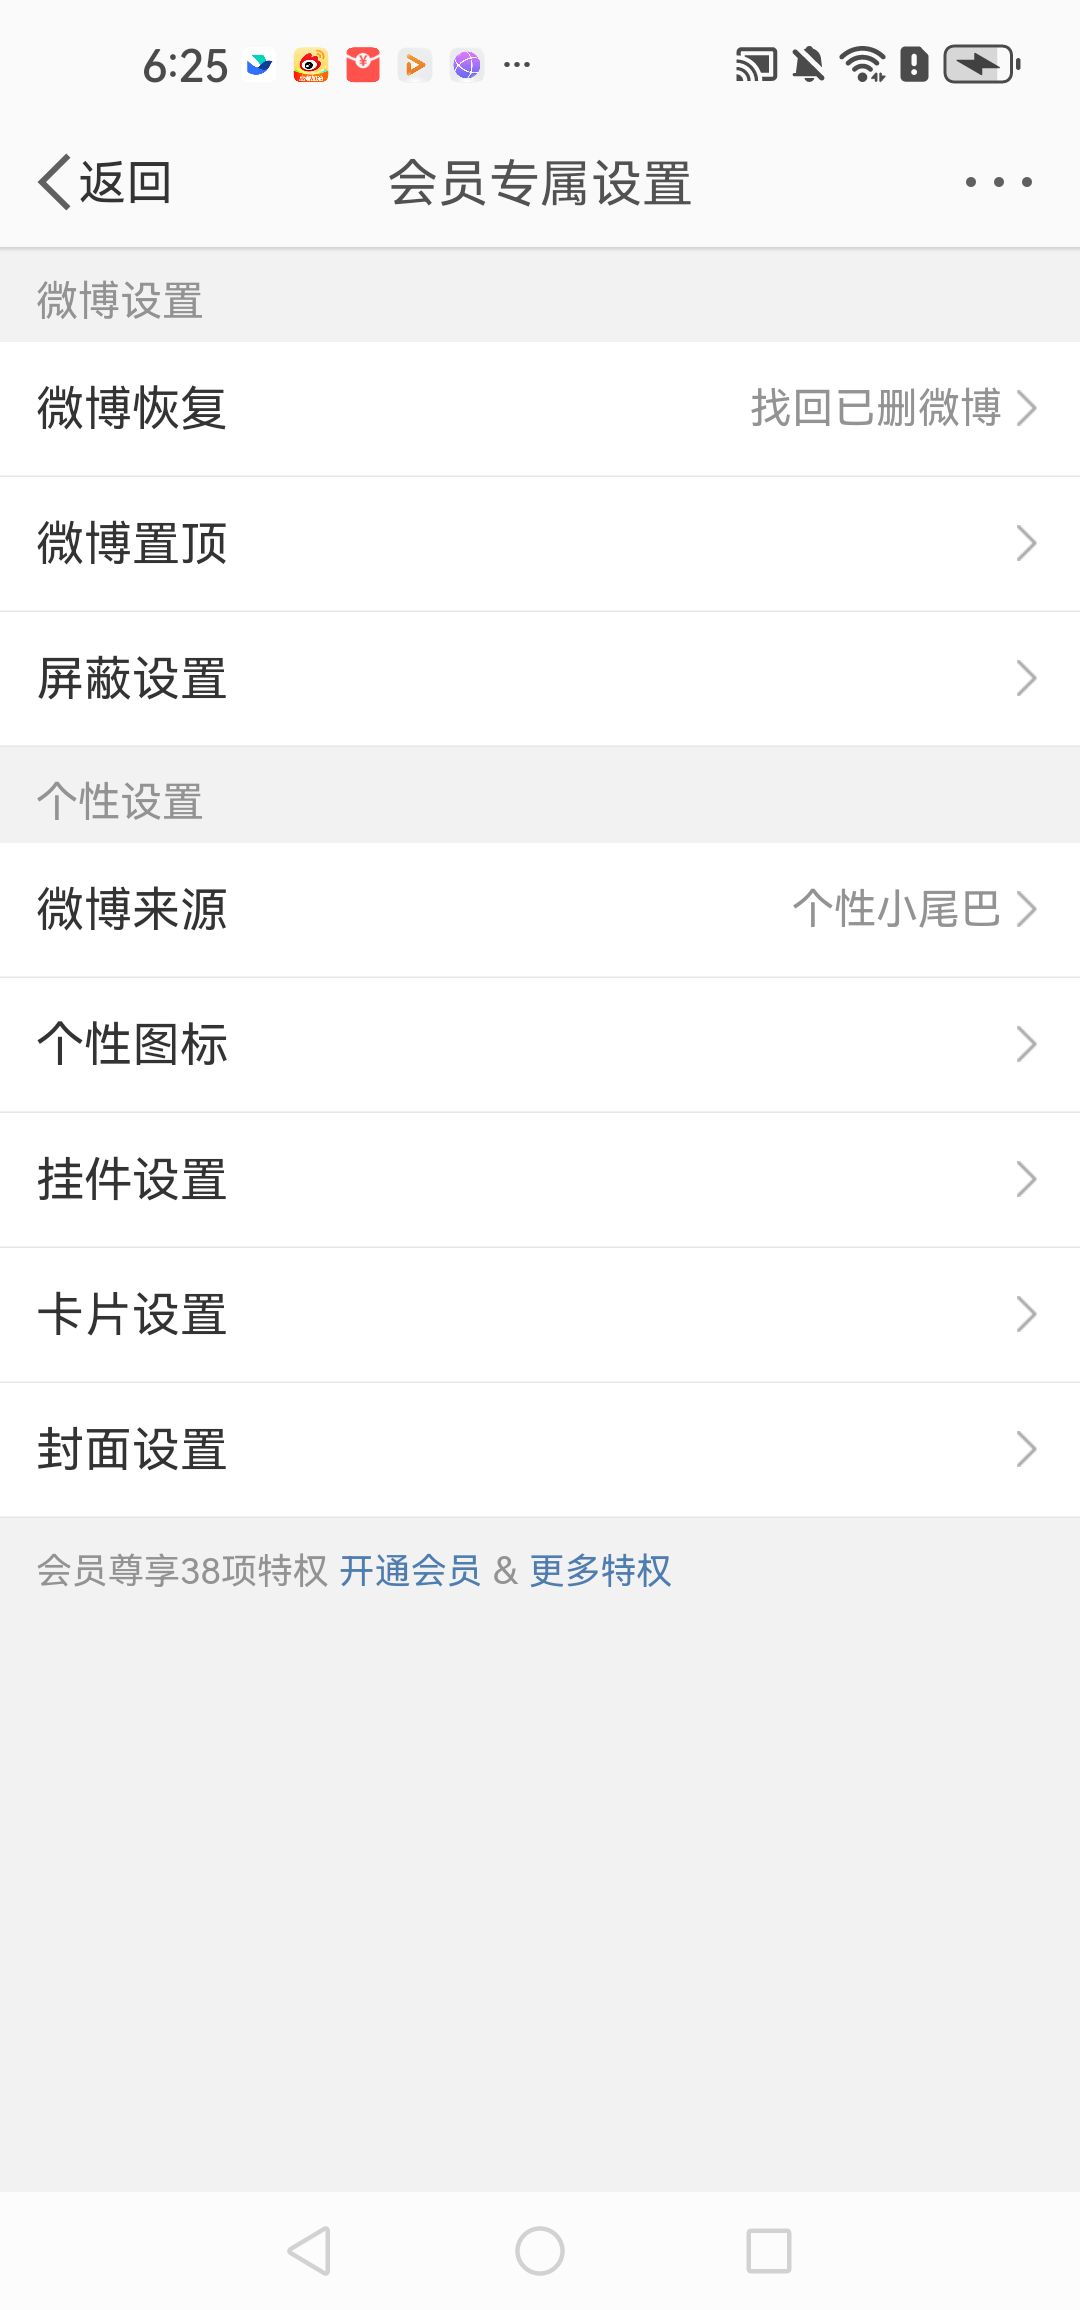 6:25
返回
会员专属设置
微博设置
微博恢复 找回已删微博
微博置顶
屏蔽设置
个性设置
微博来源 个性小尾巴
个性图标
挂件设置
卡片设置
封面设置
会员尊享38项特权 开通会员 & 更多特权